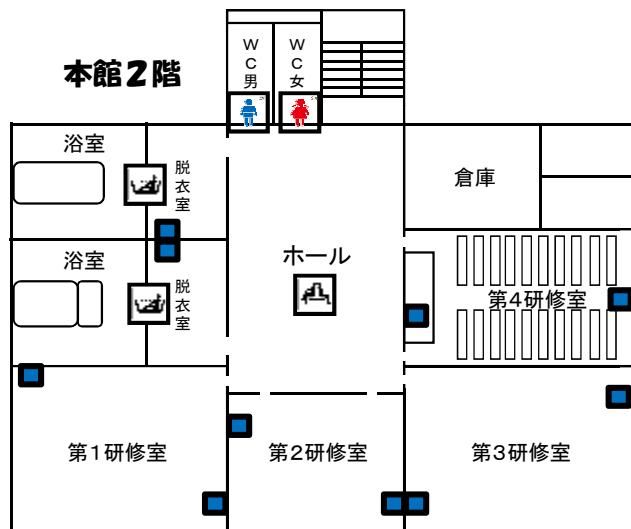 本館2階
WC男
WC女
浴室
脱衣室
倉庫
浴室
脱衣室
ホール
第4研修室
第1研修室
第2研修室
第3研修室